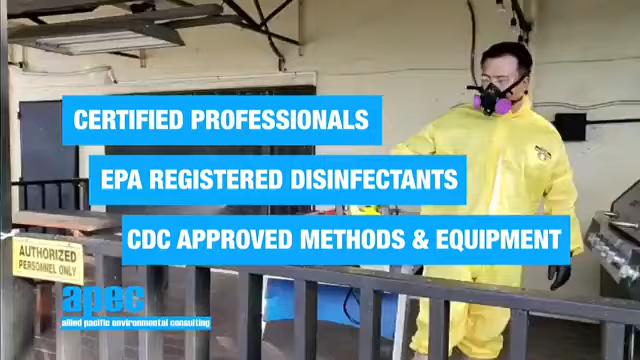 CERTIFIED PROFESSIONALS
EPA REGISTERED DISINFECTANTS
CDC APPROVED METHODS & EQUIPMENT
AUTHORIZED
PERSONNEL ONLY
apec
allied pacific environmental consulting